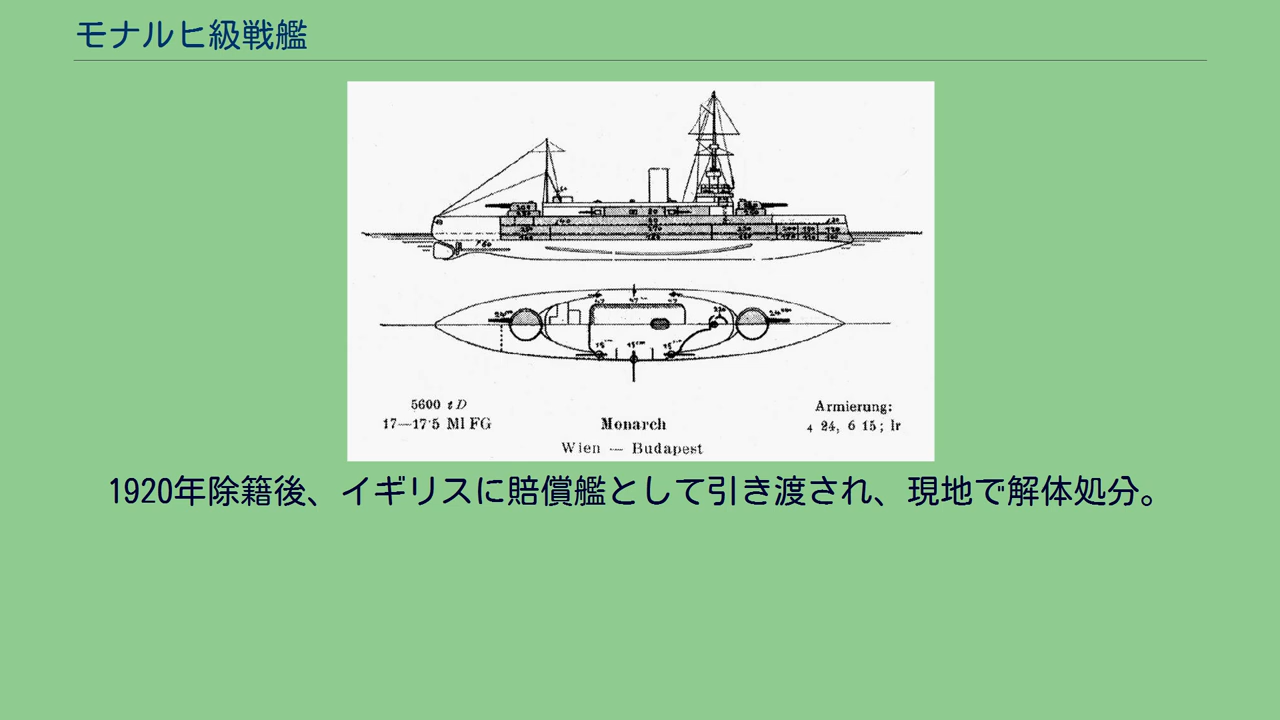 モナルヒ級戦艦
5600 t D
17—17·5 Ml FG
Monarch
Wien — Budapest
Armierung:
4 24, 6 15; lr
1920年除籍後、イギリスに賠償艦として引き渡され、現地で解体処分。